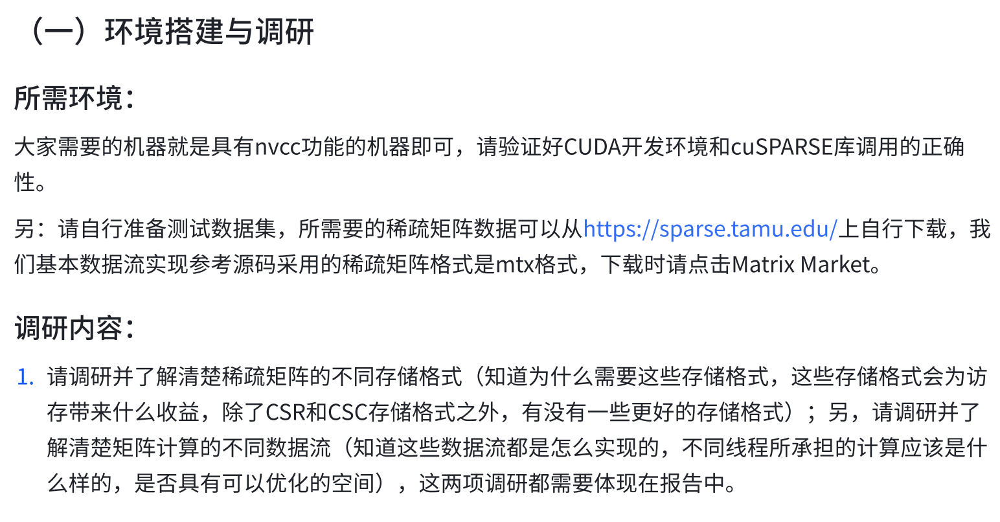 （一）环境搭建与调研
所需环境：
大家需要的机器就是具有nvcc功能的机器即可，请验证好CUDA开发环境和cuSPARSE库调用的正确
性。
另：请自行准备测试数据集，所需要的稀疏矩阵数据可以从https://sparse.tamu.edu/上自行下载，我
们基本数据流实现参考源码采用的稀疏矩阵格式是mtx格式，下载时请点击Matrix Market。
调研内容：
1. 请调研并了解清楚稀疏矩阵的不同存储格式（知道为什么需要这些存储格式，这些存储格式会为访
存带来什么收益，除了CSR和CSC存储格式之外，有没有一些更好的存储格式）；另，请调研并了
解清楚矩阵计算的不同数据流（知道这些数据流都是怎么实现的，不同线程所承担的计算应该是什
么样的，是否具有可以优化的空间），这两项调研都需要体现在报告中。